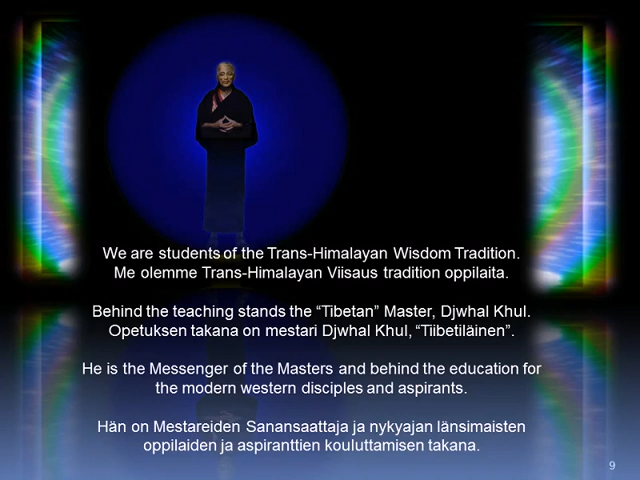 We are students of the Trans-Himalayan Wisdom Tradition.
Me olemme Trans-Himalayan Viisaus tradition oppilaita.
Behind the teaching stands the “Tibetan” Master, Djwhal Khul.
Opetuksen takana on mestari Djwhal Khul, “Tiibetiläinen”.
He is the Messenger of the Masters and behind the education for
the modern western disciples and aspirants.
Hän on Mestareiden Sanansaattaja ja nykyajan länsimaisten
oppilaiden ja aspiranttien kouluttamisen takana.
9